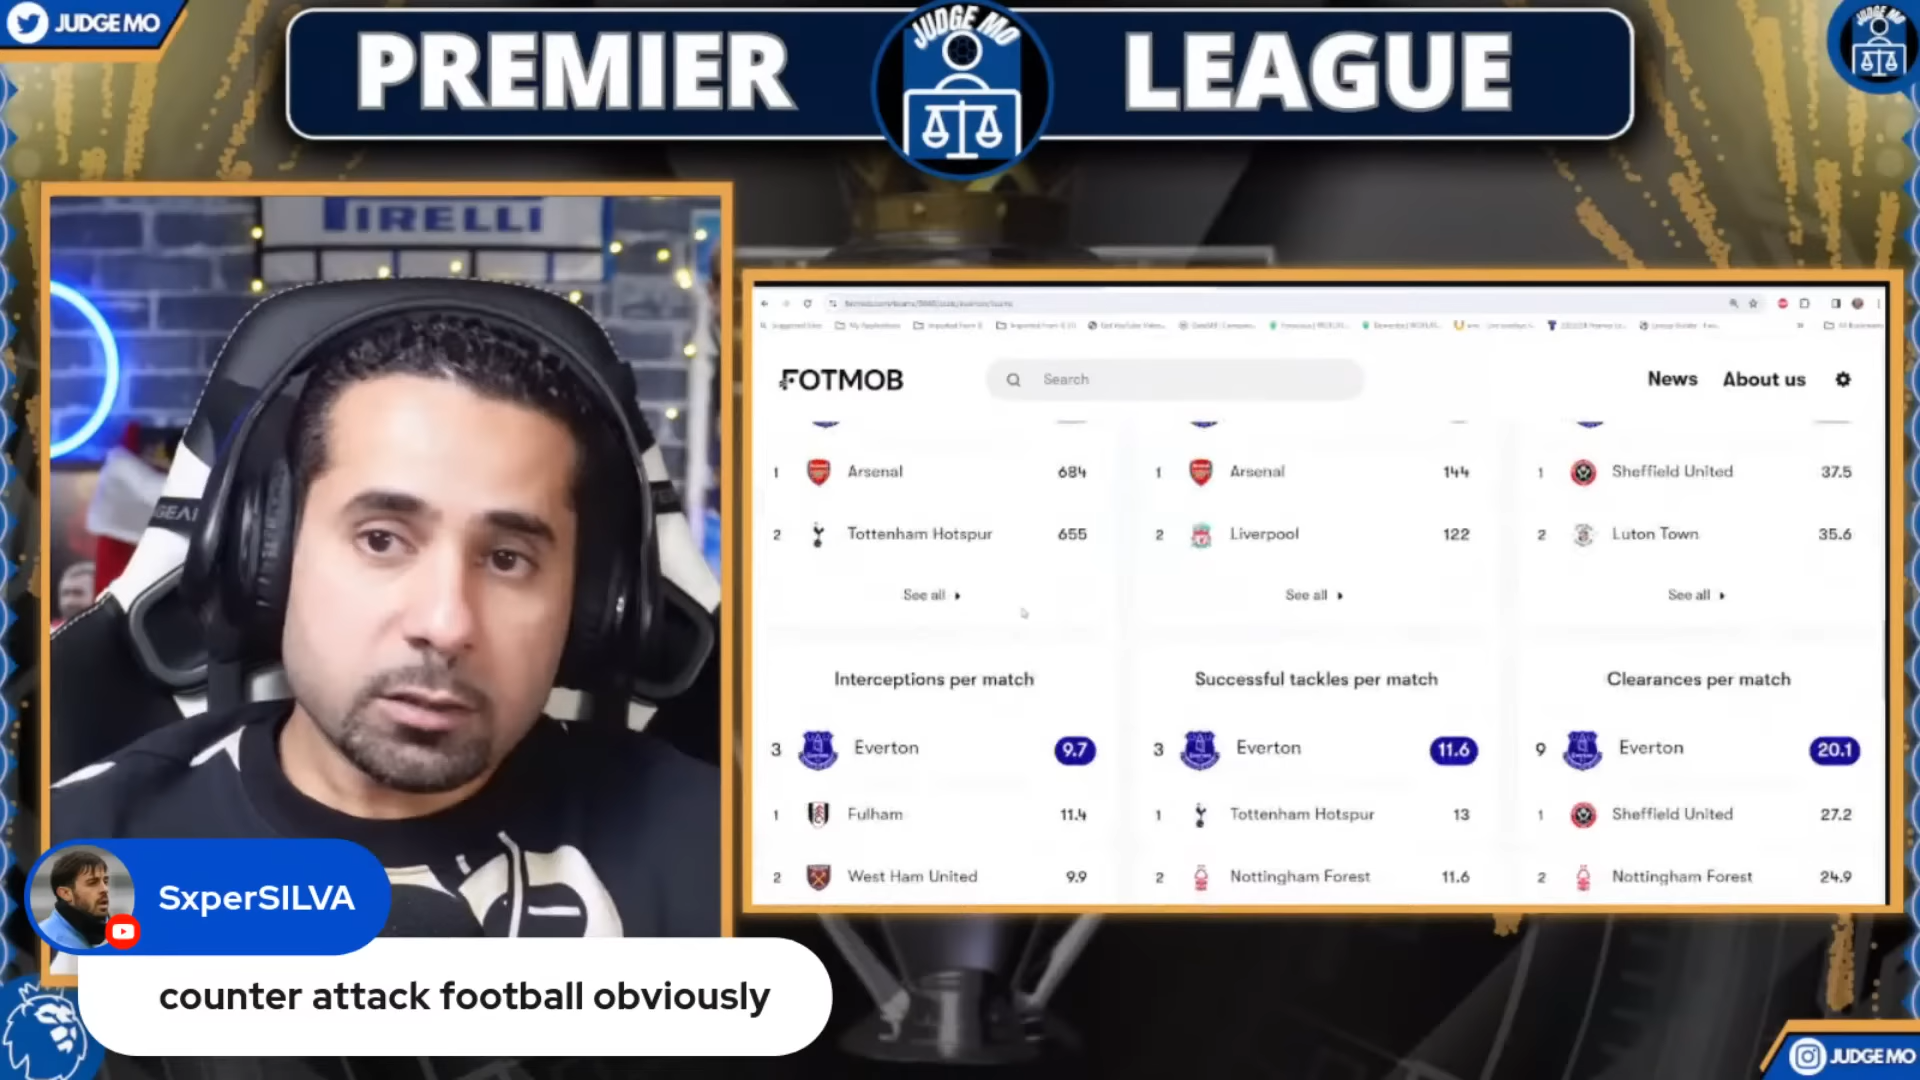 JUDGE MO
PREMIER
JUDGE MO
LEAGUE
JUDGE MO
PIRELLI
FOTMOB
Search
News
About us
1 Arsenal 684
2 Tottenham Hotspur 655
See all
1 Arsenal 144
2 Liverpool 122
See all
1 Sheffield United 37.5
2 Luton Town 35.6
See all
Interceptions per match
3 Everton 9.7
1 Fulham 11.4
2 West Ham United 9.9
Successful tackles per match
3 Everton 11.6
1 Tottenham Hotspur 13
2 Nottingham Forest 11.6
Clearances per match
9 Everton 20.1
1 Sheffield United 27.2
2 Nottingham Forest 24.9
SxperSILVA
counter attack football obviously
JUDGE MO